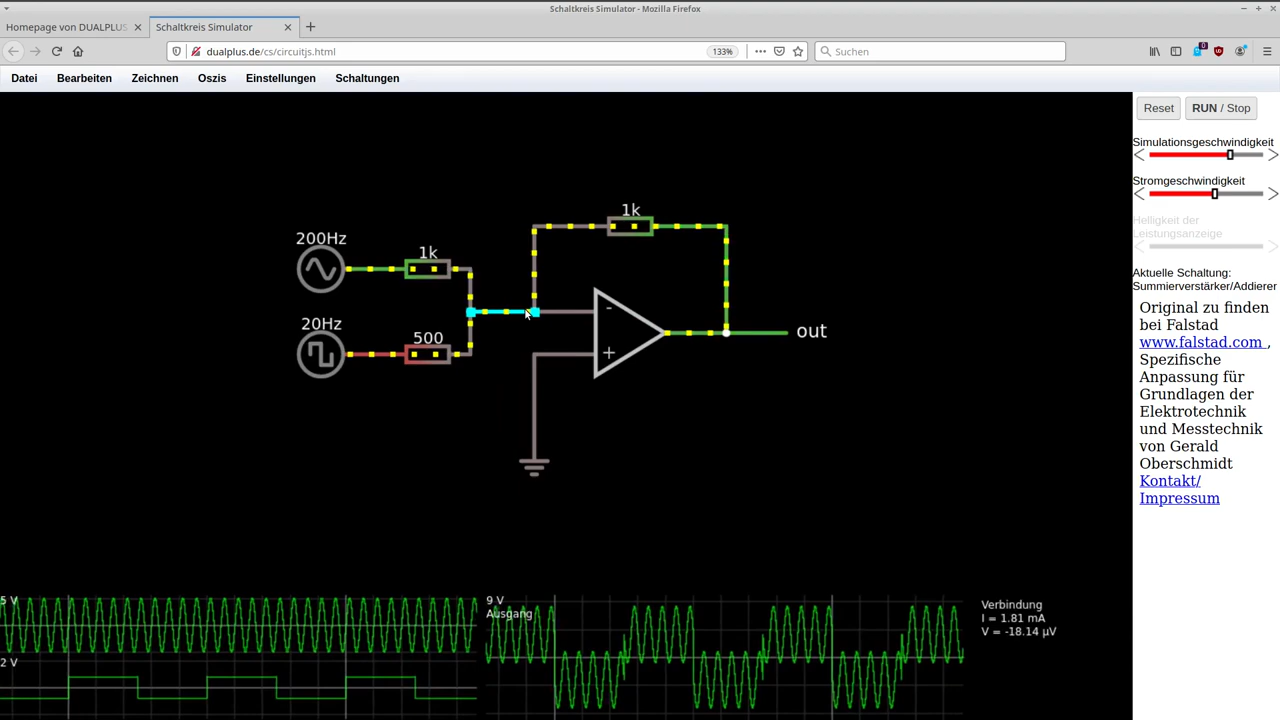 Schaltkreis Simulator - Mozilla Firefox
Homepage von DUALPLUS
Schaltkreis Simulator
dualplus.de/cs/circuitjs.html
133%
Suchen
Datei Bearbeiten Zeichnen Oszis Einstellungen Schaltungen
Reset
RUN / Stop
Simulationsgeschwindigkeit
Stromgeschwindigkeit
Helligkeit der
Leistungsanzeige
Aktuelle Schaltung:
Summierverstärker/Addierer
Original zu finden
bei Falstad
www.falstad.com ,
Spezifische
Anpassung für
Grundlagen der
Elektrotechnik
und Messtechnik
von Gerald
Oberschmidt
Kontakt/
Impressum
1k
200Hz
1k
20Hz
500
-
+
out
5 V
2 V
9 V
Ausgang
Verbindung
I = 1.81 mA
V = -18.14 µV